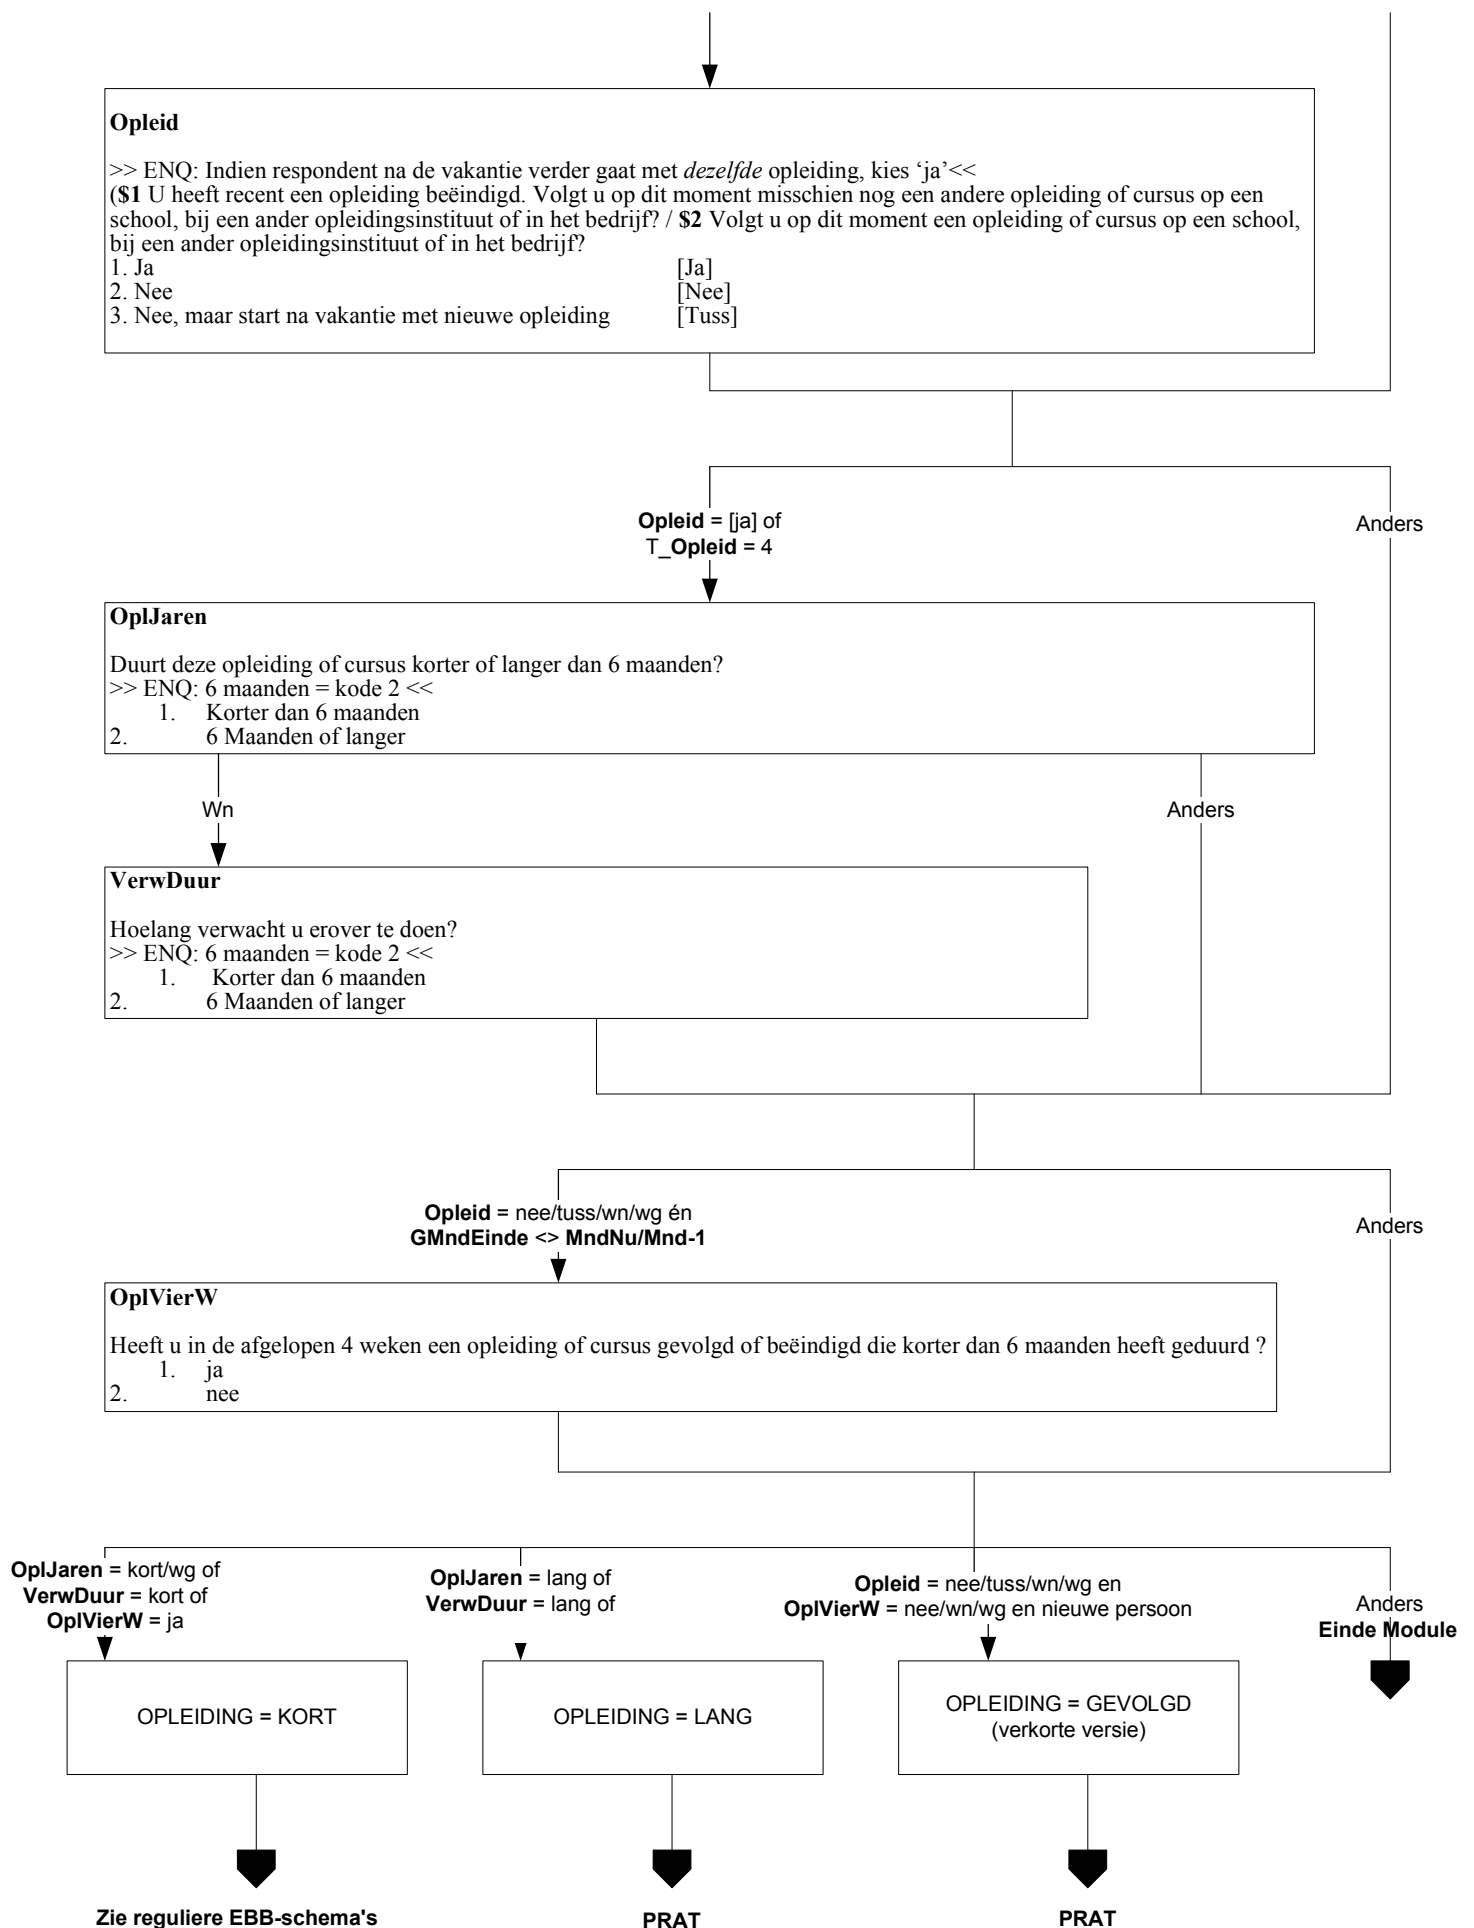 Opleid
>> ENQ: Indien respondent na de vakantie verder gaat met dezelfde opleiding, kies ‘ja’<<
($1 U heeft recent een opleiding beëindigd. Volgt u op dit moment misschien nog een andere opleiding of cursus op een
school, bij een ander opleidingsinstituut of in het bedrijf? / $2 Volgt u op dit moment een opleiding of cursus op een school,
bij een ander opleidingsinstituut of in het bedrijf?
1. Ja [Ja]
2. Nee [Nee]
3. Nee, maar start na vakantie met nieuwe opleiding [Tuss]
Opleid = [ja] of
T_Opleid = 4
Anders
OplJaren
Duurt deze opleiding of cursus korter of langer dan 6 maanden?
>> ENQ: 6 maanden = kode 2 <<
1. Korter dan 6 maanden
2. 6 Maanden of langer
Wn
Anders
VerwDuur
Hoelang verwacht u erover te doen?
>> ENQ: 6 maanden = kode 2 <<
1. Korter dan 6 maanden
2. 6 Maanden of langer
Opleid = nee/tuss/wn/wg én
GMndEinde <> MndNu/Mnd-1
Anders
OplVierW
Heeft u in de afgelopen 4 weken een opleiding of cursus gevolgd of beëindigd die korter dan 6 maanden heeft geduurd ?
1. ja
2. nee
OplJaren = kort/wg of
VerwDuur = kort of
OplVierW = ja
OplJaren = lang of
VerwDuur = lang of
Opleid = nee/tuss/wn/wg en
OplVierW = nee/wn/wg en nieuwe persoon
Anders
Einde Module
OPLEIDING = KORT
OPLEIDING = LANG
OPLEIDING = GEVOLGD
(verkorte versie)
Zie reguliere EBB-schema's
PRAT
PRAT